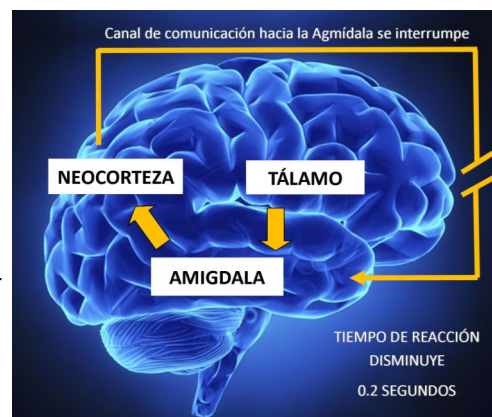 Canal de comunicación hacia la Agmídala se interrumpe
NEOCORTEZA
TÁLAMO
AMIGDALA
TIEMPO DE REACCIÓN
DISMINUYE
0.2 SEGUNDOS